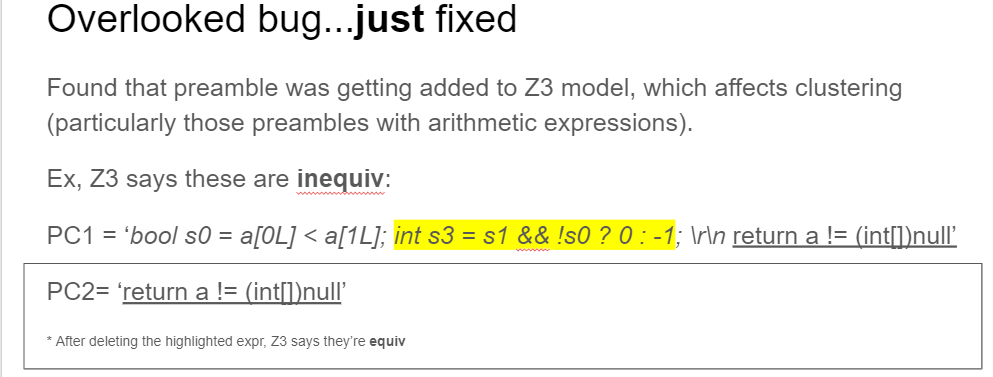 Overlooked bug...just fixed
Found that preamble was getting added to Z3 model, which affects clustering
(particularly those preambles with arithmetic expressions).
Ex, Z3 says these are inequiv:
PC1 = ‘bool s0 = a[0L] < a[1L]; int s3 = s1 && !s0 ? 0 : -1; \r\n return a != (int[])null’
PC2= ‘return a != (int[])null’
* After deleting the highlighted expr, Z3 says they’re equiv